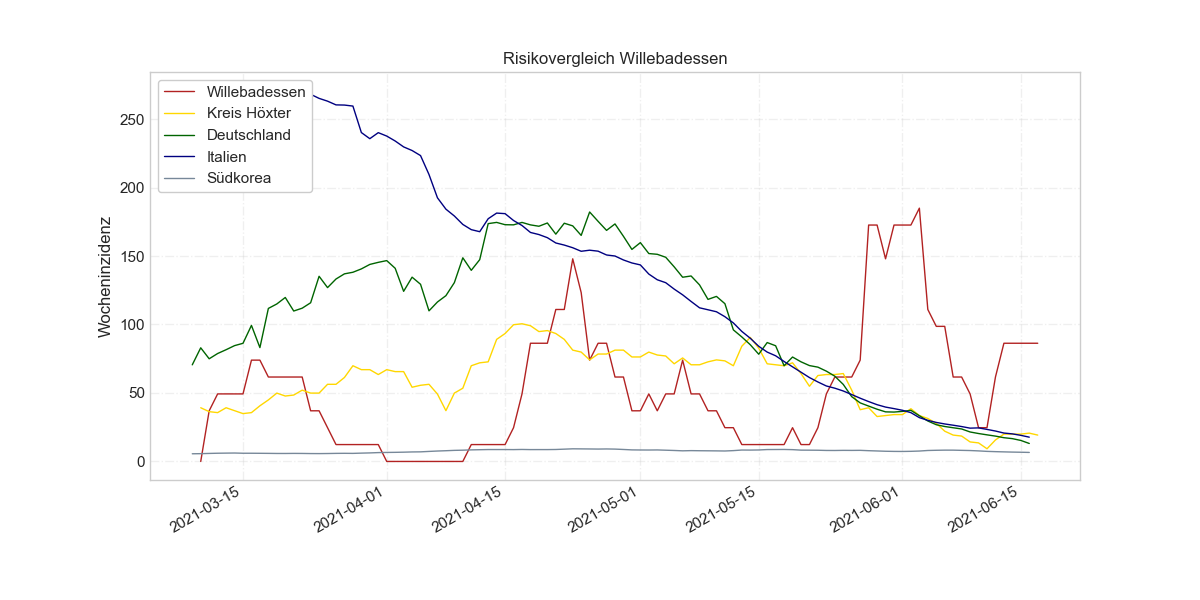 Risikovergleich Willebadessen
Willebadessen
Kreis Höxter
Deutschland
Italien
Südkorea
Wocheninzidenz
250
200
150
100
50
0
2021-03-15
2021-04-01
2021-04-15
2021-05-01
2021-05-15
2021-06-01
2021-06-15